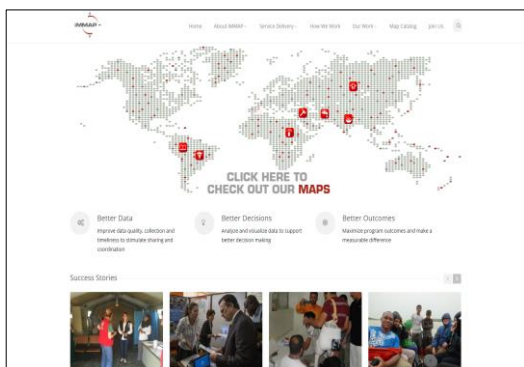 iMMAP
Home About iMMAP Service Delivery How We Work Our Work Map Catalog Join Us
CLICK HERE TO
CHECK OUT OUR MAPS
Better Data
Improve data quality, collection and
timeliness to stimulate sharing and
coordination
Better Decisions
Analyze and visualize data to support
better decision making
Better Outcomes
Maximize program outcomes and make a
measurable difference
Success Stories